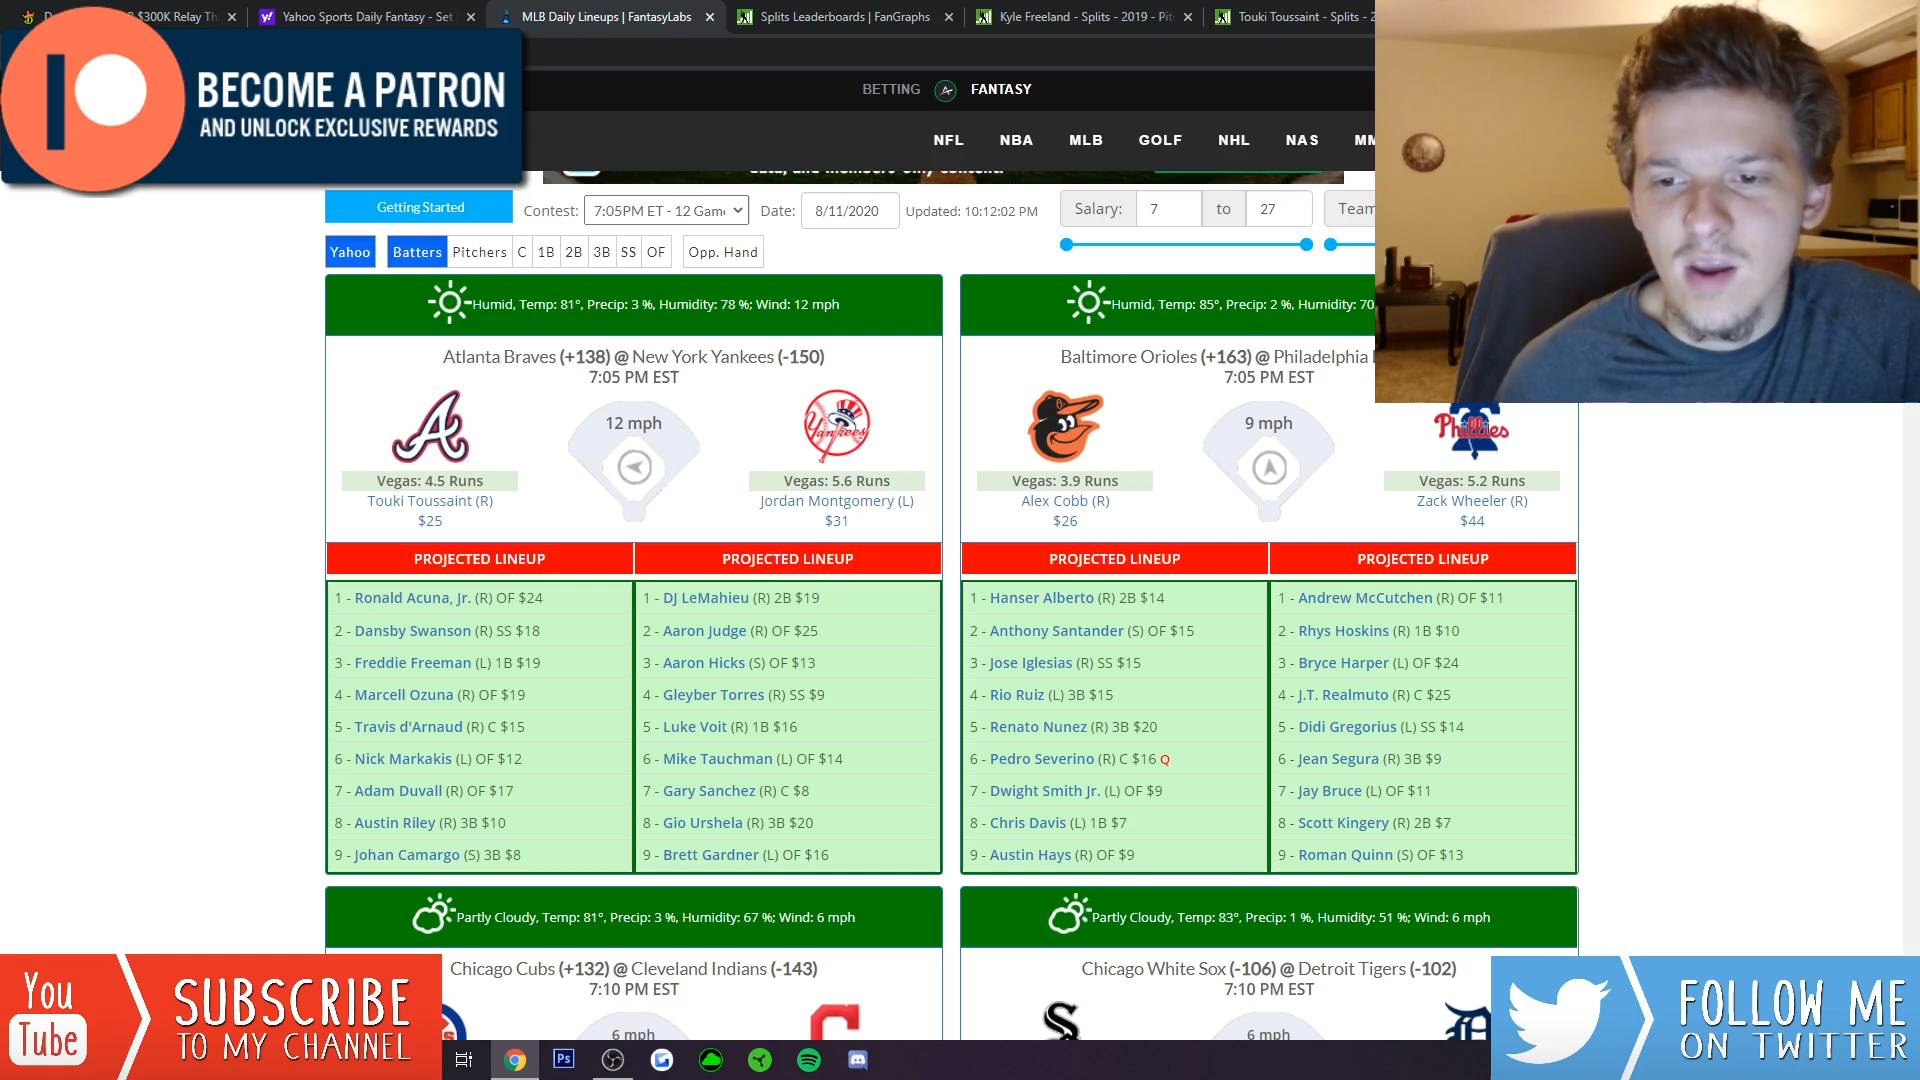 $300K Relay Th
Yahoo Sports Daily Fantasy - Set
MLB Daily Lineups | FantasyLabs
Splits Leaderboards | FanGraphs
Kyle Freeland - Splits - 2019 - Pit
Touki Toussaint - Splits - 2
BECOME A PATRON
AND UNLOCK EXCLUSIVE REWARDS
BETTING
FANTASY
NFL NBA MLB GOLF NHL NAS MM
data, and members-only content.
Getting Started
Contest: 7:05PM ET - 12 Game
Date: 8/11/2020
Updated: 10:12:02 PM
Salary: 7 to 27
Team
Yahoo Batters Pitchers C 1B 2B 3B SS OF Opp. Hand
Humid, Temp: 81°, Precip: 3 %, Humidity: 78 %; Wind: 12 mph
Atlanta Braves (+138) @ New York Yankees (-150)
7:05 PM EST
12 mph
Yankees
Vegas: 4.5 Runs
Touki Toussaint (R)
$25
Vegas: 5.6 Runs
Jordan Montgomery (L)
$31
PROJECTED LINEUP
1 - Ronald Acuna, Jr. (R) OF $24
2 - Dansby Swanson (R) SS $18
3 - Freddie Freeman (L) 1B $19
4 - Marcell Ozuna (R) OF $19
5 - Travis d'Arnaud (R) C $15
6 - Nick Markakis (L) OF $12
7 - Adam Duvall (R) OF $17
8 - Austin Riley (R) 3B $10
9 - Johan Camargo (S) 3B $8
PROJECTED LINEUP
1 - DJ LeMahieu (R) 2B $19
2 - Aaron Judge (R) OF $25
3 - Aaron Hicks (S) OF $13
4 - Gleyber Torres (R) SS $9
5 - Luke Voit (R) 1B $16
6 - Mike Tauchman (L) OF $14
7 - Gary Sanchez (R) C $8
8 - Gio Urshela (R) 3B $20
9 - Brett Gardner (L) OF $16
Humid, Temp: 85°, Precip: 2 %, Humidity: 70
Baltimore Orioles (+163) @ Philadelphia
7:05 PM EST
9 mph
Phillies
Vegas: 3.9 Runs
Alex Cobb (R)
$26
Vegas: 5.2 Runs
Zack Wheeler (R)
$44
PROJECTED LINEUP
1 - Hanser Alberto (R) 2B $14
2 - Anthony Santander (S) OF $15
3 - Jose Iglesias (R) SS $15
4 - Rio Ruiz (L) 3B $15
5 - Renato Nunez (R) 3B $20
6 - Pedro Severino (R) C $16 Q
7 - Dwight Smith Jr. (L) OF $9
8 - Chris Davis (L) 1B $7
9 - Austin Hays (R) OF $9
PROJECTED LINEUP
1 - Andrew McCutchen (R) OF $11
2 - Rhys Hoskins (R) 1B $10
3 - Bryce Harper (L) OF $24
4 - J.T. Realmuto (R) C $25
5 - Didi Gregorius (L) SS $14
6 - Jean Segura (R) 3B $9
7 - Jay Bruce (L) OF $11
8 - Scott Kingery (R) 2B $7
9 - Roman Quinn (S) OF $13
Partly Cloudy, Temp: 81°, Precip: 3 %, Humidity: 67 %; Wind: 6 mph
Chicago Cubs (+132) @ Cleveland Indians (-143)
7:10 PM EST
6 mph
Partly Cloudy, Temp: 83°, Precip: 1 %, Humidity: 51 %; Wind: 6 mph
Chicago White Sox (-106) @ Detroit Tigers (-102)
7:10 PM EST
6 mph
You
Tube
SUBSCRIBE
TO MY CHANNEL
Ps
FOLLOW ME
ON TWITTER